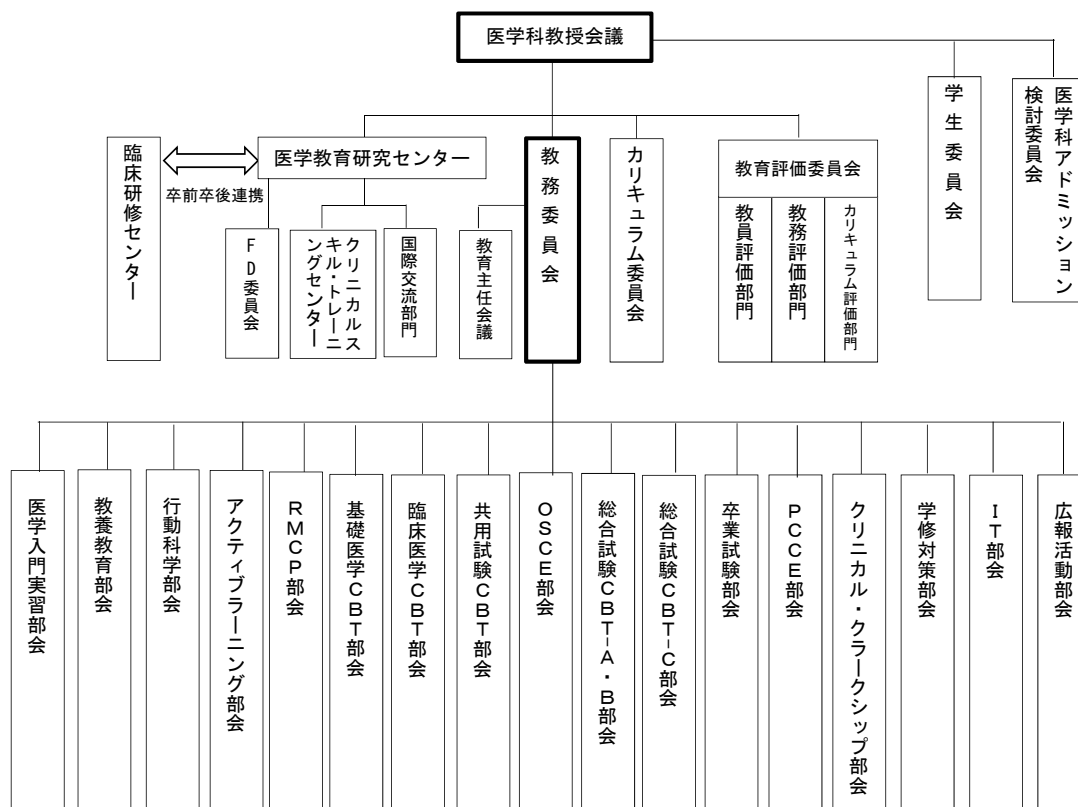 医学科教授会議
学生委員会
医学科アドミッション
検討委員会
臨床研修センター
卒前卒後連携
医学教育研究センター
FD委員会
クリニカルス
キル・トレーニ
ングセンター
国際交流部門
教育主任会議
教務委員会
カリキュラム委員会
教育評価委員会
教員評価部門
教務評価部門
カリキュラム評価部門
医学入門実習部会
教養教育部会
行動科学部会
アクティブラーニング部会
RMCP部会
基礎医学CBT部会
臨床医学CBT部会
共用試験CBT部会
OSCE部会
総合試験CBT-A・B部会
総合試験CBT-C部会
卒業試験部会
PCCE部会
クリニカル・クラークシップ部会
学修対策部会
IT部会
広報活動部会